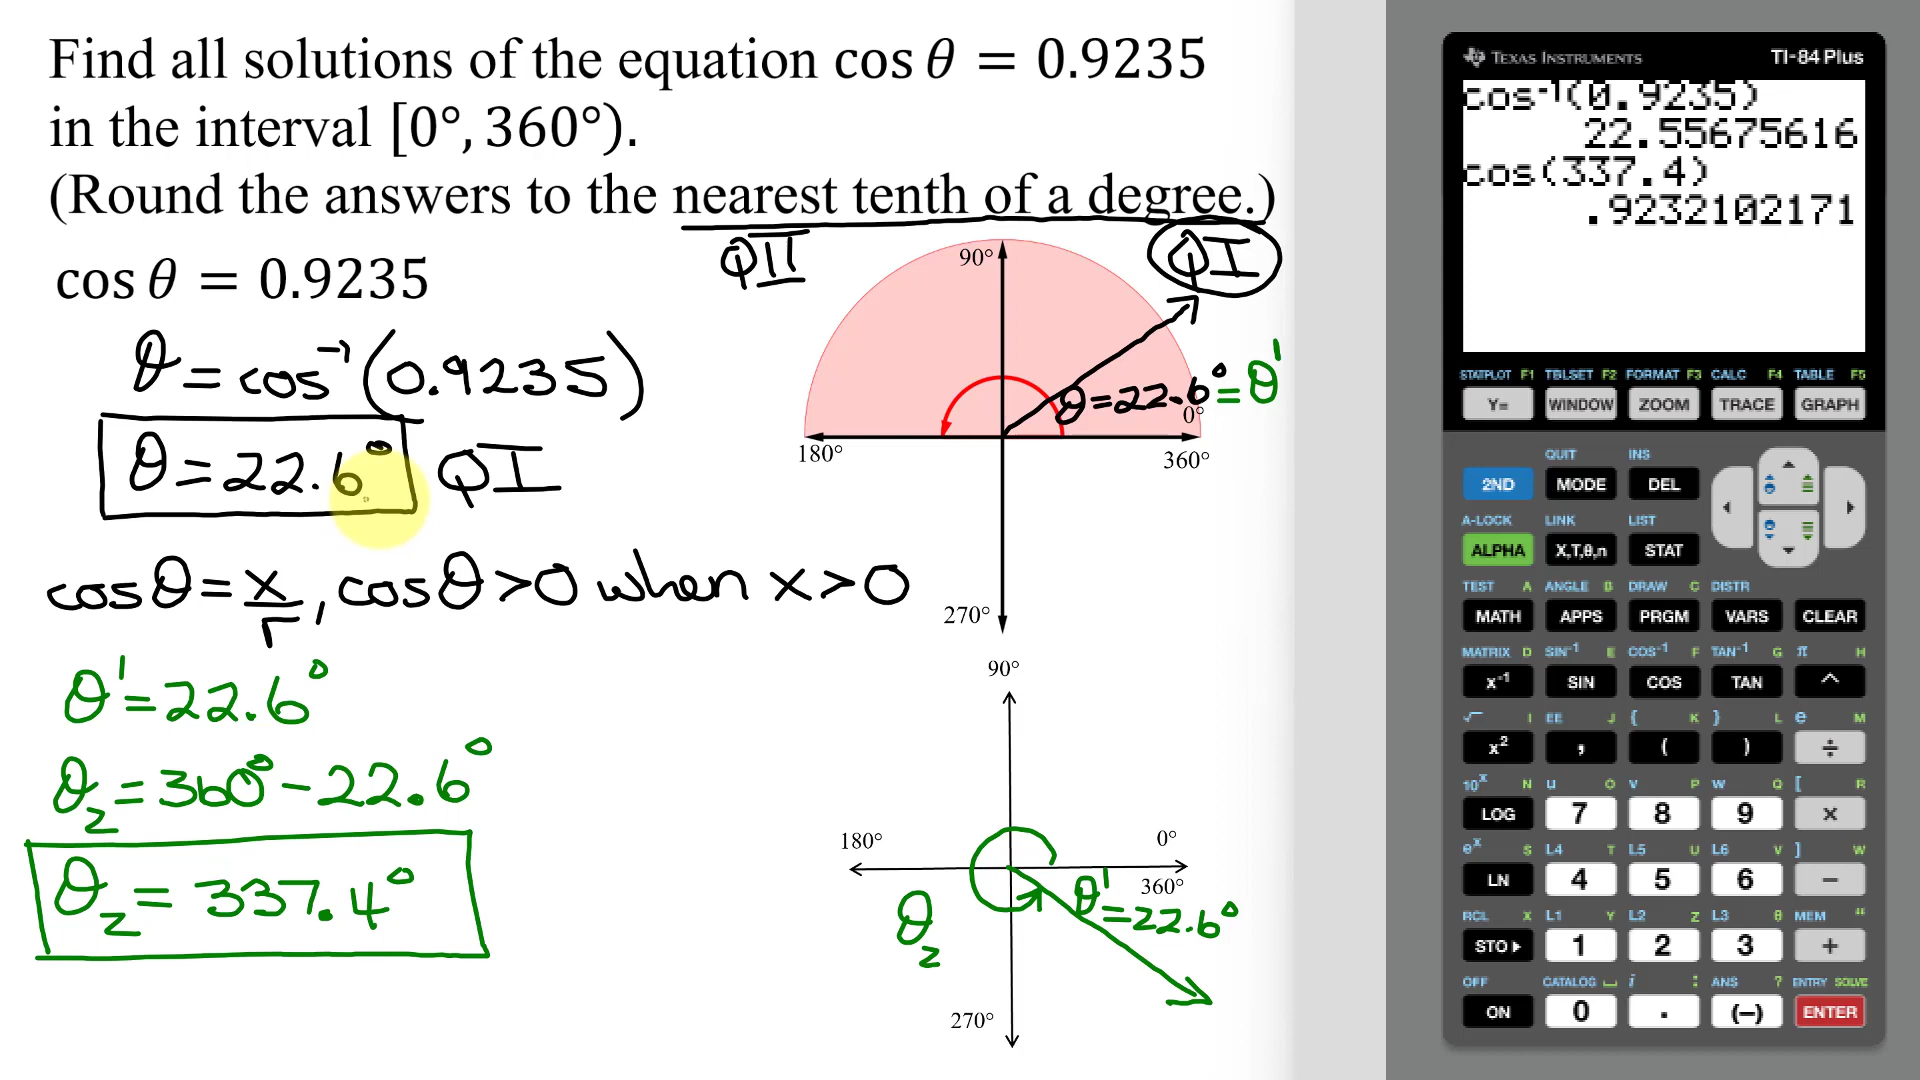 Find all solutions of the equation cos θ = 0.9235
in the interval [0°, 360°).
(Round the answers to the nearest tenth of a degree.)
cos θ = 0.9235
θ = cos⁻¹(0.9235)
θ = 22.6° QI
cosθ = x/r, cosθ > 0 when x > 0
θ' = 22.6°
θ₂ = 360° − 22.6°
θ₂ = 337.4°
QII
QI
90°
θ = 22.6° = θ'
0°
180°
360°
270°
90°
180°
0°
360°
θ' = 22.6°
θ₂
270°
TEXAS INSTRUMENTS TI-84 Plus
cos⁻¹(0.9235)
22.55675616
cos(337.4)
.9232102171
STATPLOT F1 TBLSET F2 FORMAT F3 CALC F4 TABLE F5
Y= WINDOW ZOOM TRACE GRAPH
QUIT INS
2ND MODE DEL
A-LOCK LINK LIST
ALPHA X,T,θ,n STAT
TEST A ANGLE B DRAW C DISTR
MATH APPS PRGM VARS CLEAR
MATRIX D SIN⁻¹ E COS⁻¹ F TAN⁻¹ G π H
x⁻¹ SIN COS TAN ^
√ I EE J { K } L e M
x² , ( ) ÷
10ˣ N u O v P w Q [ R
LOG 7 8 9 ×
eˣ S L4 T L5 U L6 V ] W
LN 4 5 6 −
RCL X L1 Y L2 Z L3 θ MEM "
STO▶ 1 2 3 +
OFF CATALOG ⎵ i : ANS ? ENTRY SOLVE
ON 0 . (−) ENTER